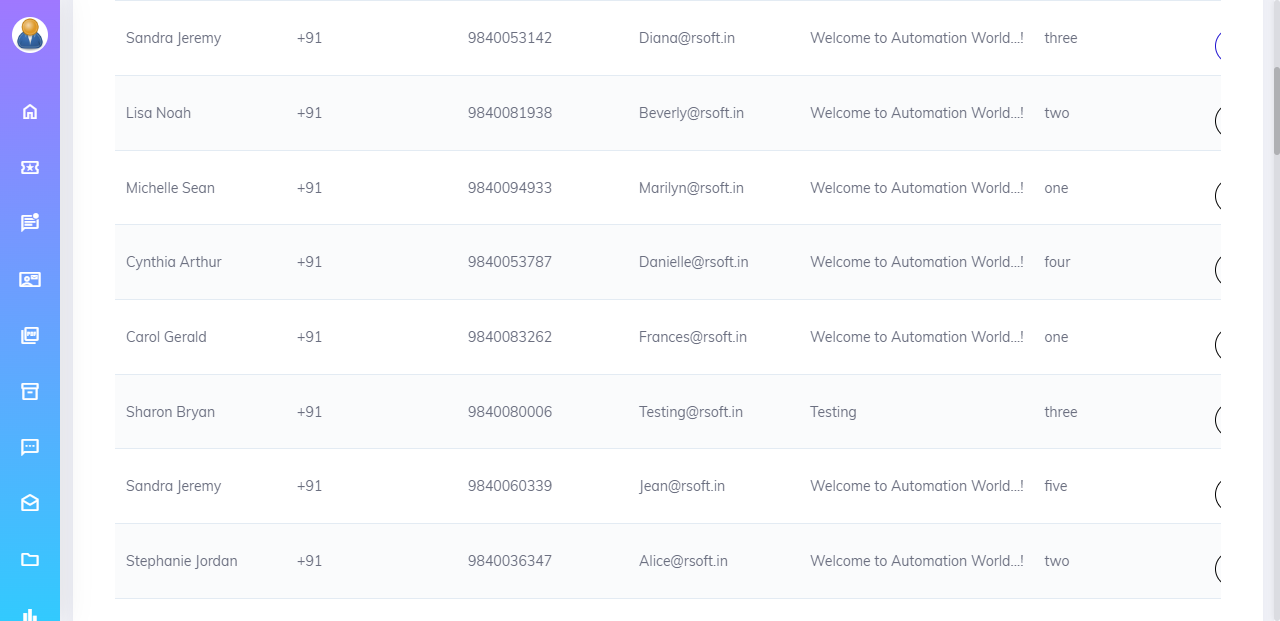 Sandra Jeremy +91 9840053142 Diana@rsoft.in Welcome to Automation World...! three
Lisa Noah +91 9840081938 Beverly@rsoft.in Welcome to Automation World...! two
Michelle Sean +91 9840094933 Marilyn@rsoft.in Welcome to Automation World...! one
Cynthia Arthur +91 9840053787 Danielle@rsoft.in Welcome to Automation World...! four
Carol Gerald +91 9840083262 Frances@rsoft.in Welcome to Automation World...! one
Sharon Bryan +91 9840080006 Testing@rsoft.in Testing three
Sandra Jeremy +91 9840060339 Jean@rsoft.in Welcome to Automation World...! five
Stephanie Jordan +91 9840036347 Alice@rsoft.in Welcome to Automation World...! two